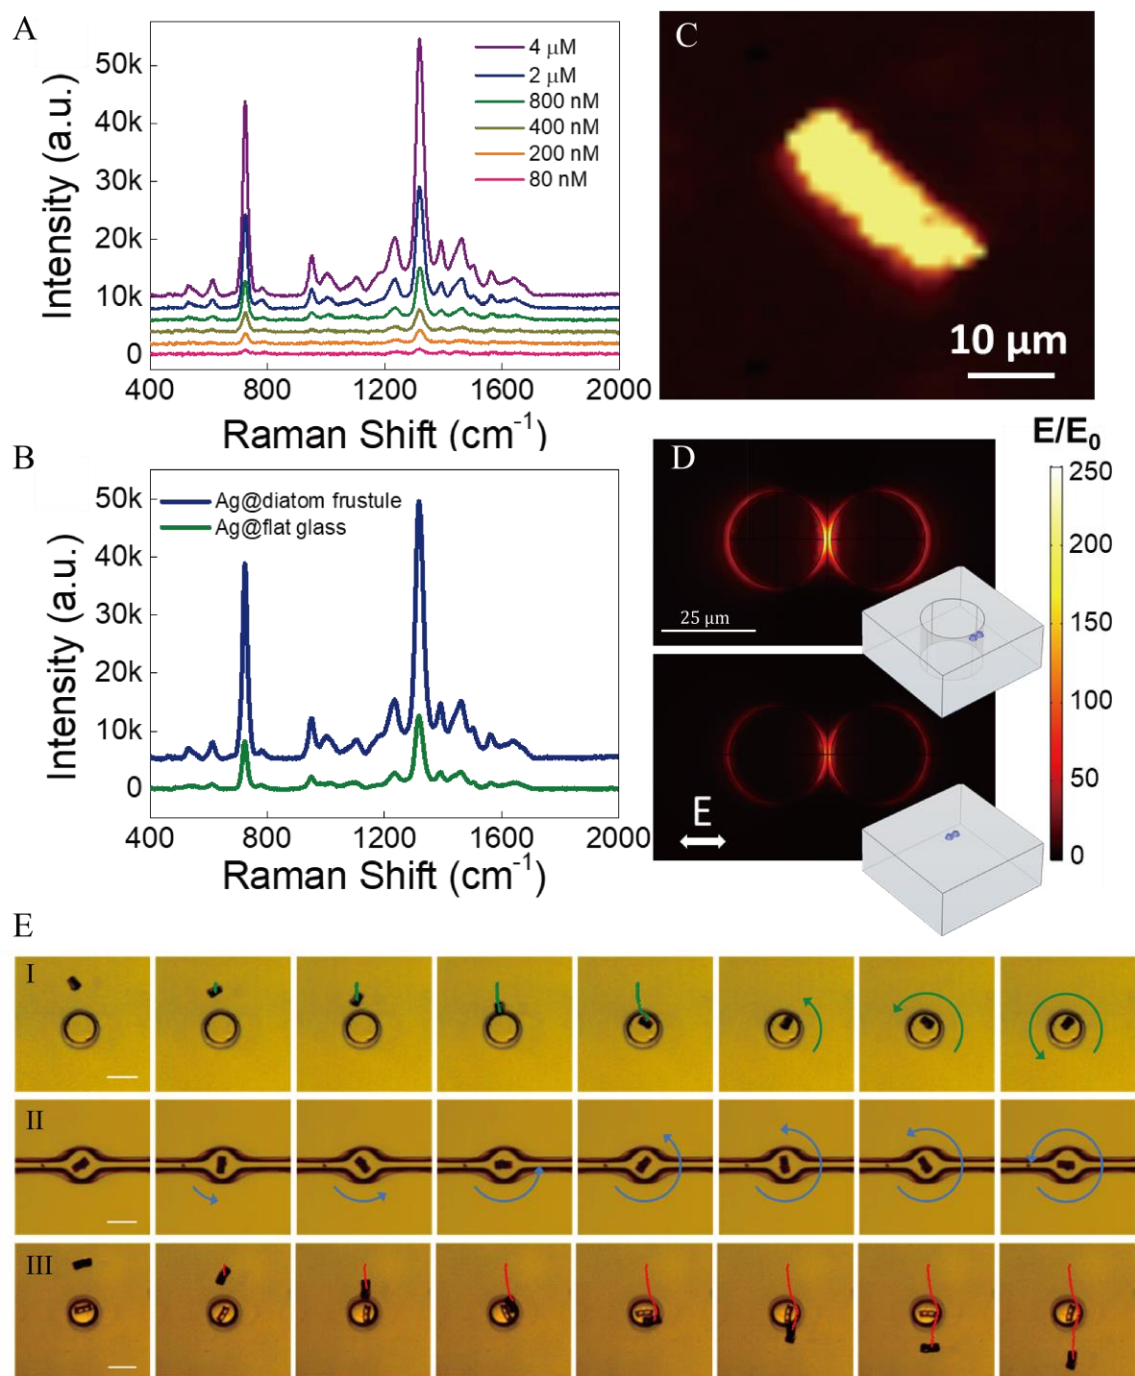 A
50k
40k
30k
20k
10k
0
Intensity (a.u.)
4 μM
2 μM
800 nM
400 nM
200 nM
80 nM
400 800 1200 1600 2000
Raman Shift (cm-1)
C
10 μm
B
50k
40k
30k
20k
10k
0
Intensity (a.u.)
Ag@diatom frustule
Ag@flat glass
400 800 1200 1600 2000
Raman Shift (cm-1)
D
25 μm
E
E/E0
250
200
150
100
50
0
E
I
II
III